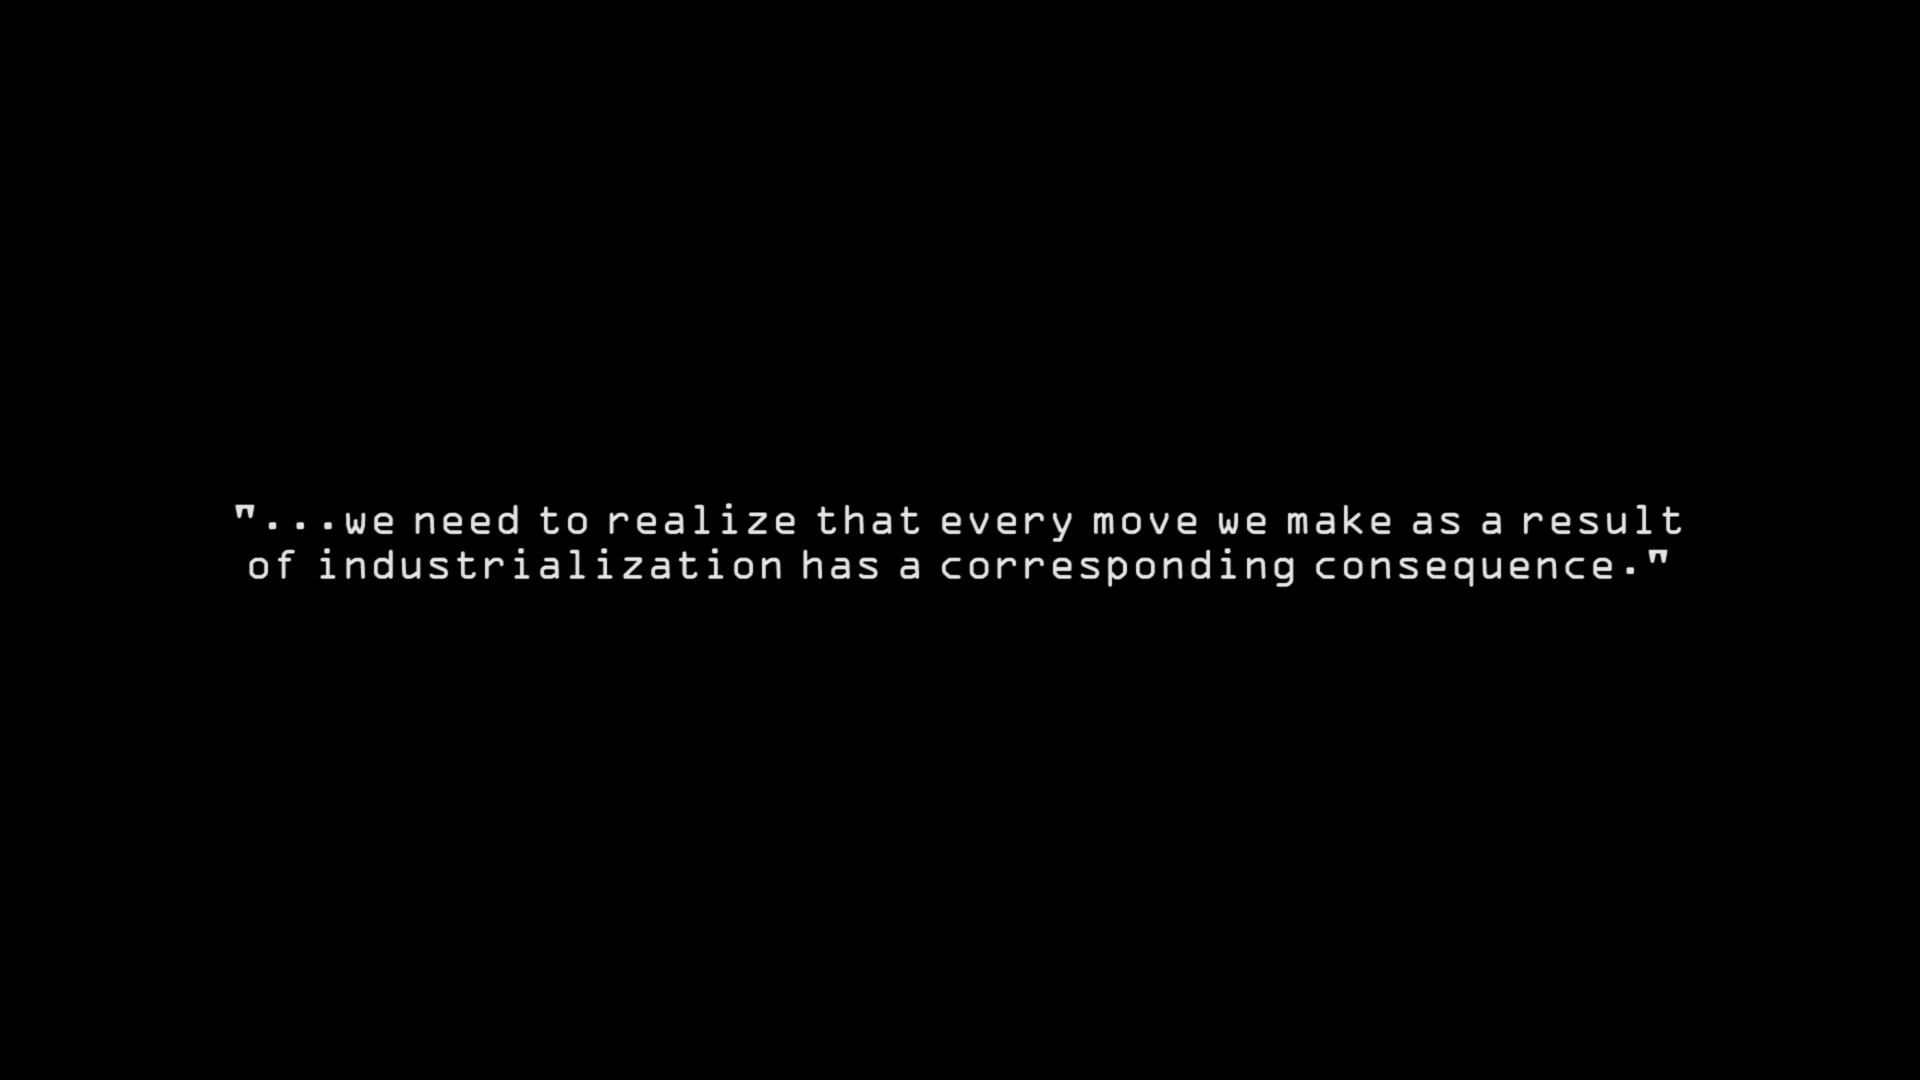 "...we need to realize that every move we make as a result
of industrialization has a corresponding consequence."